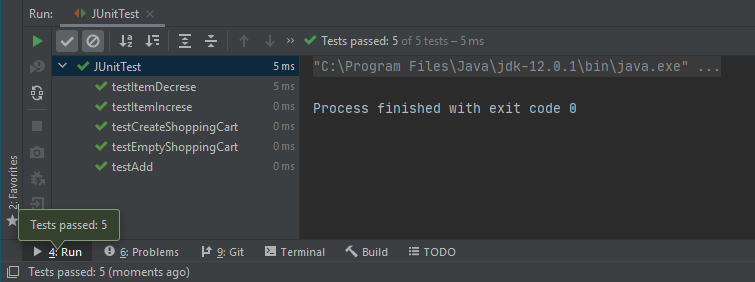 Run: JUnitTest ×
>> Tests passed: 5 of 5 tests – 5 ms
JUnitTest 5 ms
testItemDecrese 5 ms
testItemIncrese 0 ms
testCreateShoppingCart 0 ms
testEmptyShoppingCart 0 ms
testAdd 0 ms
"C:\Program Files\Java\jdk-12.0.1\bin\java.exe" ...
Process finished with exit code 0
2: Favorites
Tests passed: 5
4: Run 6: Problems 9: Git Terminal Build TODO
Tests passed: 5 (moments ago)